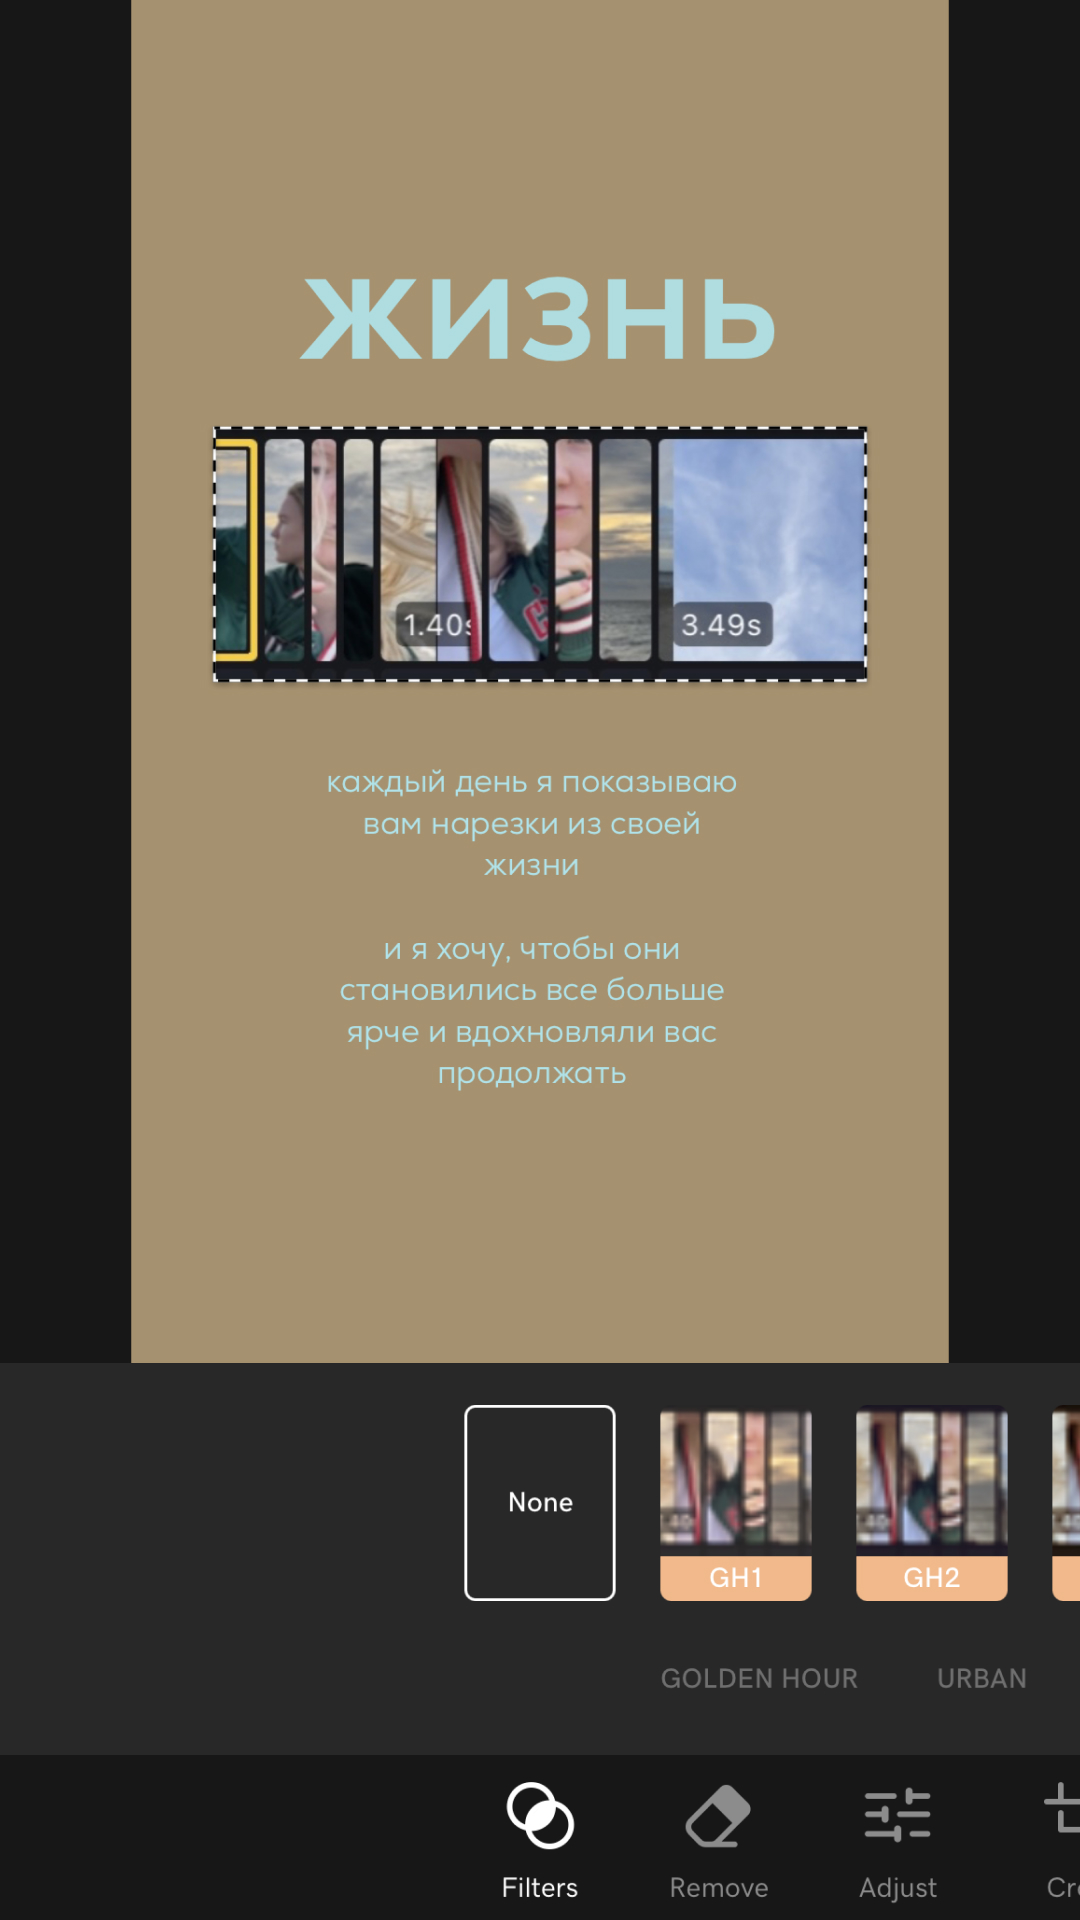 ЖИЗНЬ
1.40s
3.49s
каждый день я показываю
вам нарезки из своей
жизни
и я хочу, чтобы они
становились все больше
ярче и вдохновляли вас
продолжать
None
GH1
GH2
GOLDEN HOUR URBAN
Filters Remove Adjust